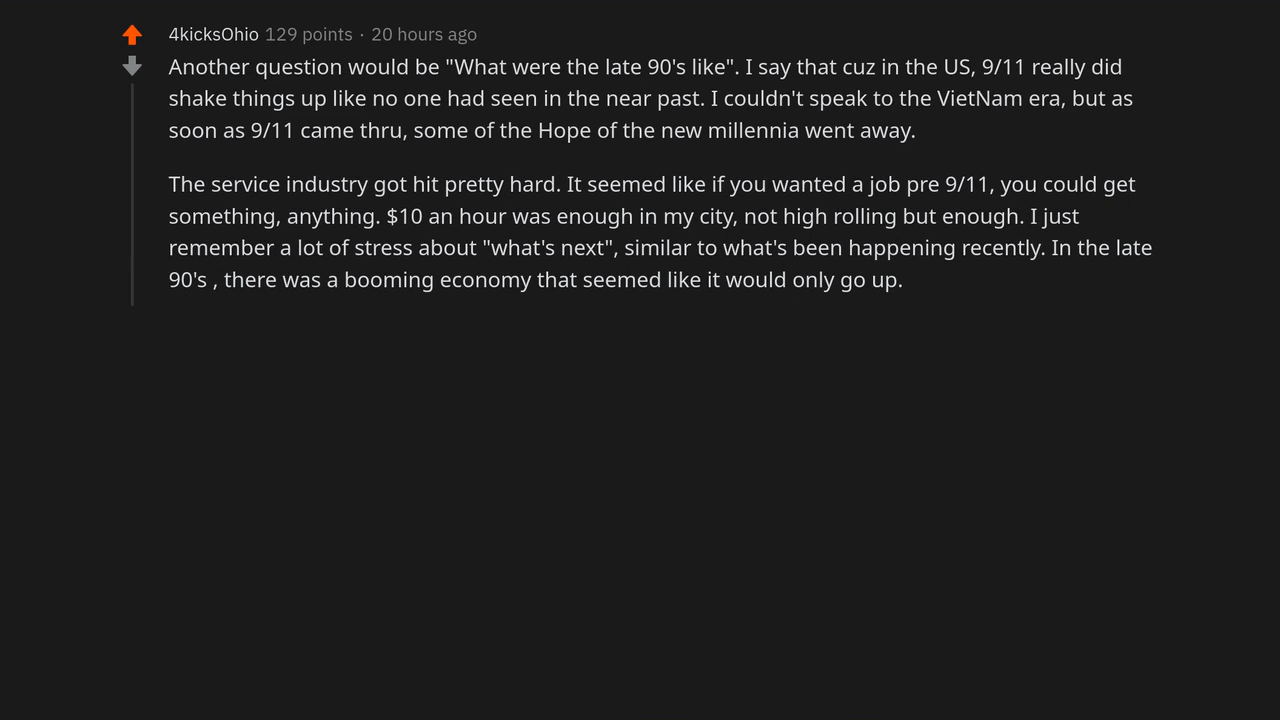 4kicksOhio 129 points · 20 hours ago
Another question would be "What were the late 90's like". I say that cuz in the US, 9/11 really did
shake things up like no one had seen in the near past. I couldn't speak to the VietNam era, but as
soon as 9/11 came thru, some of the Hope of the new millennia went away.
The service industry got hit pretty hard. It seemed like if you wanted a job pre 9/11, you could get
something, anything. $10 an hour was enough in my city, not high rolling but enough. I just
remember a lot of stress about "what's next", similar to what's been happening recently. In the late
90's , there was a booming economy that seemed like it would only go up.